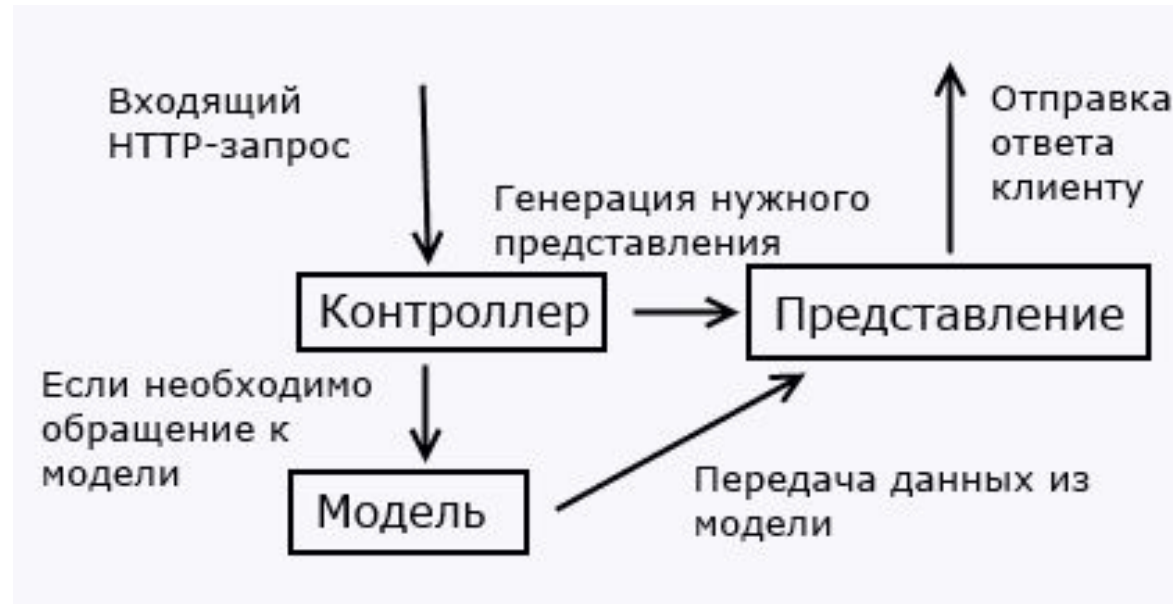 Входящий
HTTP-запрос
Отправка
ответа
клиенту
Генерация нужного
представления
Контроллер
Представление
Если необходимо
обращение к
модели
Модель
Передача данных из
модели